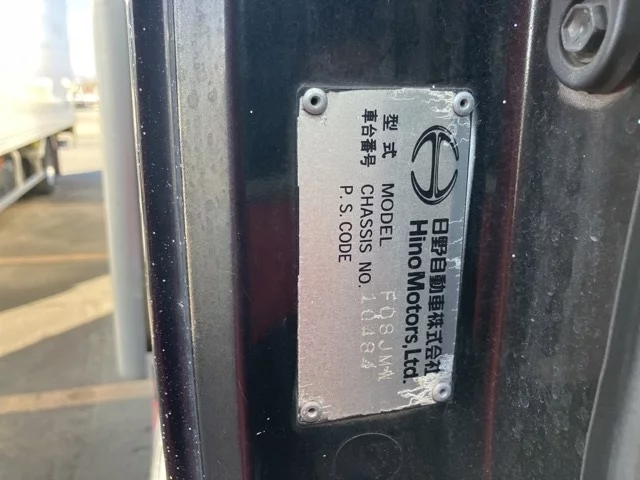 日野自動車株式会社
Hino Motors, Ltd.
型式 MODEL
車台番号 CHASSIS NO. 10484
P. S. CODE